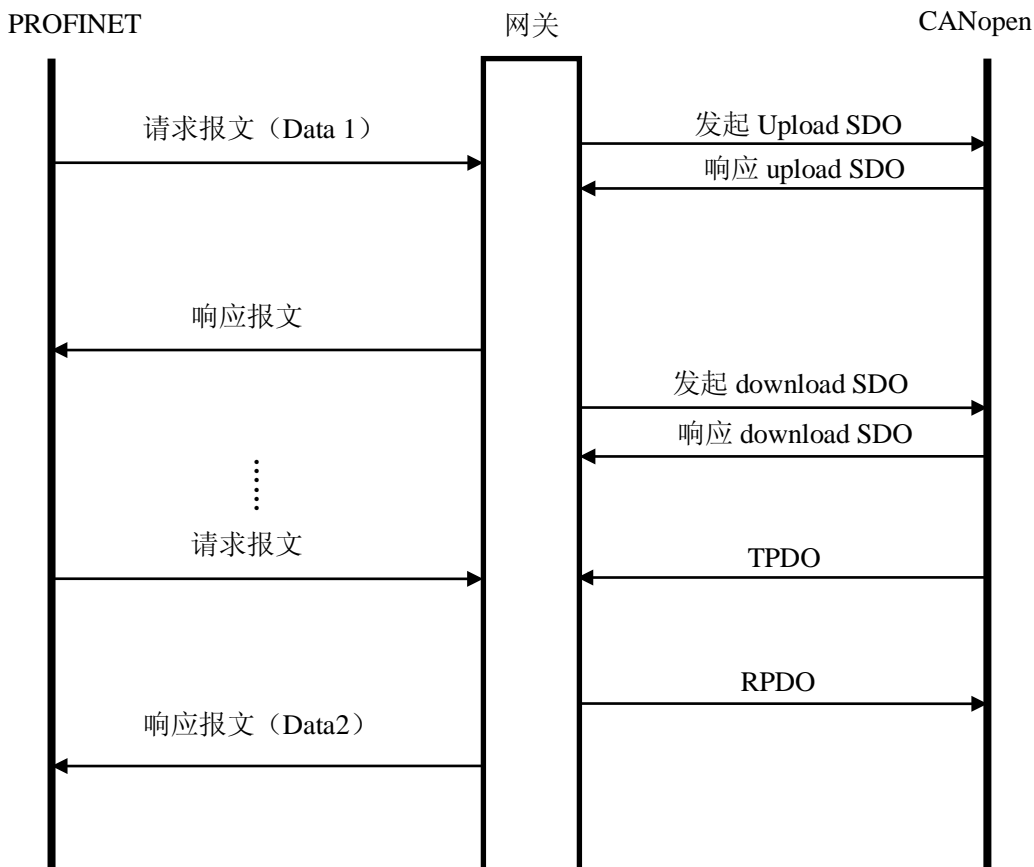 PROFINET
网关
CANopen
请求报文（Data 1）
发起 Upload SDO
响应 upload SDO
响应报文
发起 download SDO
响应 download SDO
请求报文
TPDO
RPDO
响应报文（Data2）